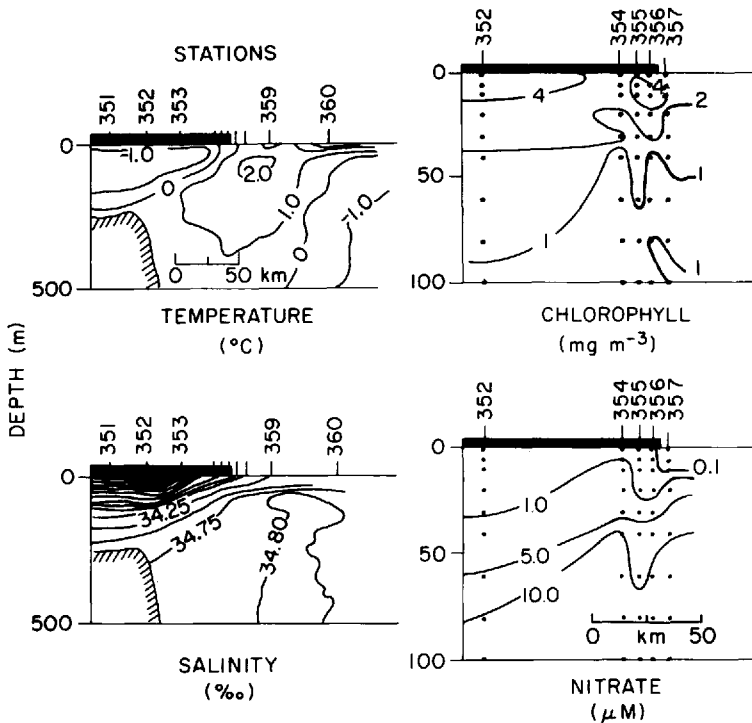 STATIONS
351 352 353 359 360
0
-1.0
0
2.0
1.0
0
-1.0
0 50 km
500
TEMPERATURE
(°C)
352 354 355 356 357
0
4
4
2
50
1
1
1
100
CHLOROPHYLL
(mg m⁻³)
DEPTH (m)
351 352 353 359 360
0
34.25
34.75
34.80
500
SALINITY
(‰)
352 354 355 356 357
0
0.1
1.0
5.0
50
10.0
0 km 50
100
NITRATE
(μM)